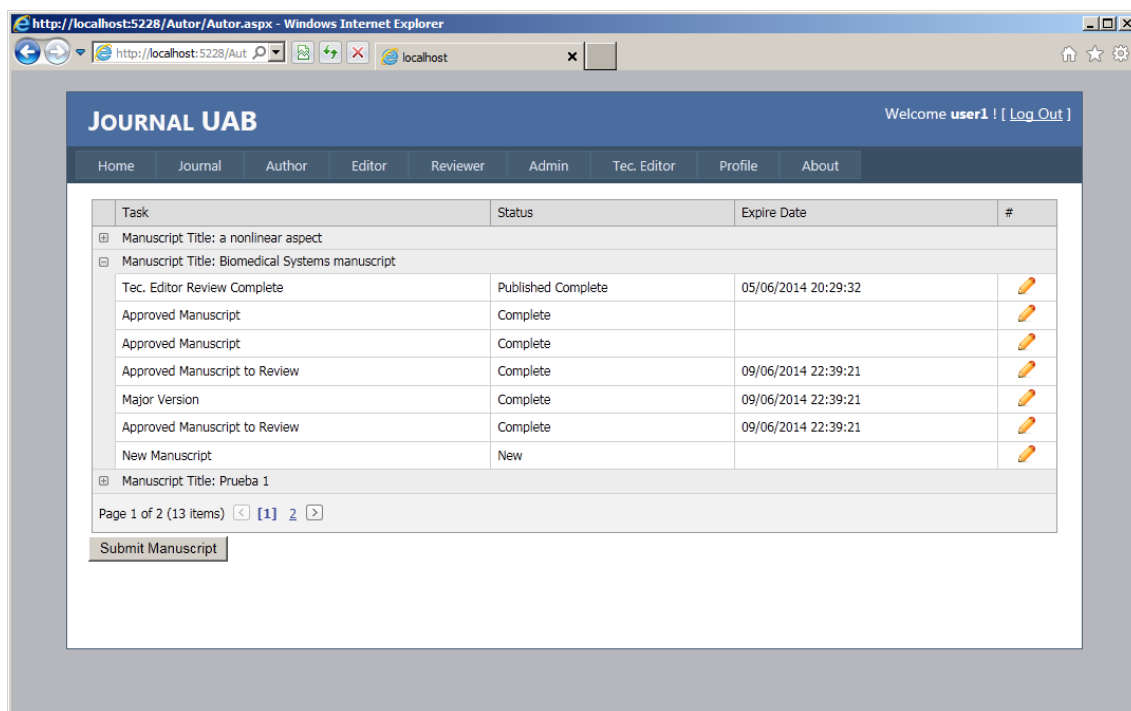 http://localhost:5228/Autor/Autor.aspx - Windows Internet Explorer
http://localhost:5228/Aut localhost
JOURNAL UAB
Welcome user1 ! [ Log Out ]
Home Journal Author Editor Reviewer Admin Tec. Editor Profile About
Task Status Expire Date #
Manuscript Title: a nonlinear aspect
Manuscript Title: Biomedical Systems manuscript
Tec. Editor Review Complete Published Complete 05/06/2014 20:29:32
Approved Manuscript Complete
Approved Manuscript Complete
Approved Manuscript to Review Complete 09/06/2014 22:39:21
Major Version Complete 09/06/2014 22:39:21
Approved Manuscript to Review Complete 09/06/2014 22:39:21
New Manuscript New
Manuscript Title: Prueba 1
Page 1 of 2 (13 items) < [1] 2 >
Submit Manuscript